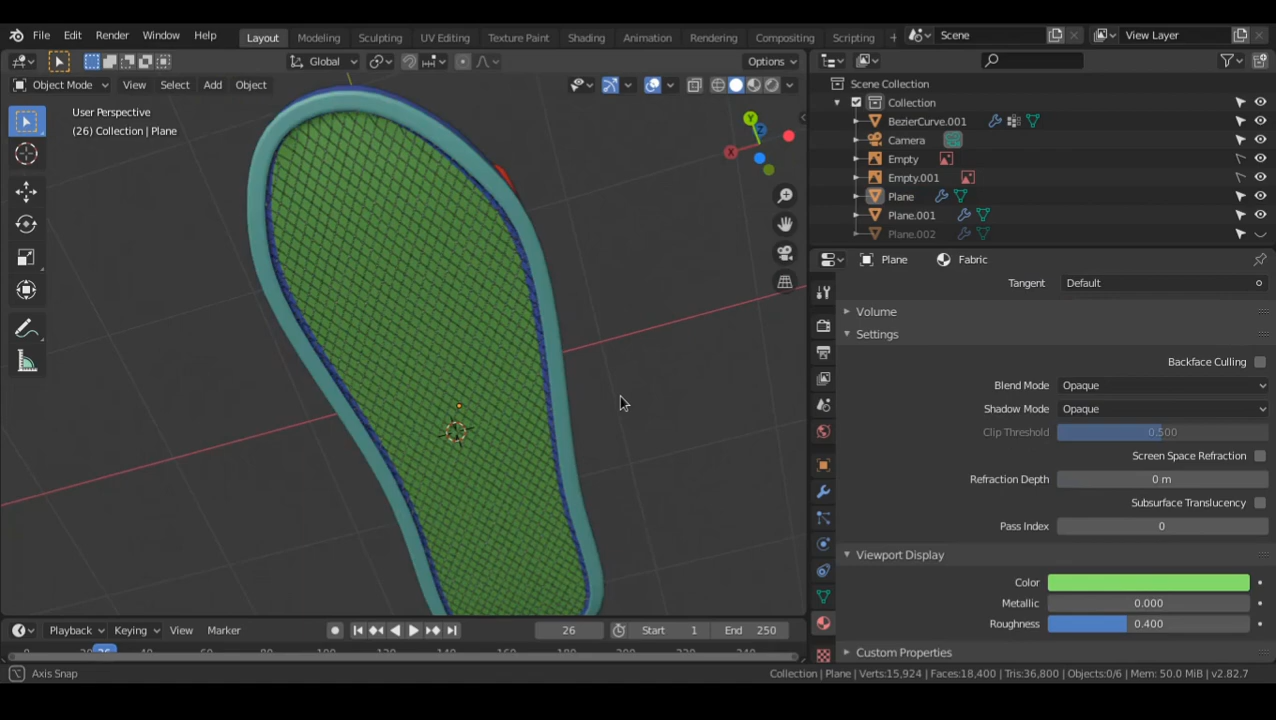 File Edit Render Window Help Layout Modeling Sculpting UV Editing Texture Paint Shading Animation Rendering Compositing Scripting + Scene View Layer
Global Options
Object Mode View Select Add Object
User Perspective
(26) Collection | Plane
Y
Z
X
Scene Collection
Collection
BezierCurve.001
Camera
Empty
Empty.001
Plane
Plane.001
Plane.002
Plane Fabric
Tangent Default
Volume
Settings
Backface Culling
Blend Mode Opaque
Shadow Mode Opaque
Clip Threshold 0.500
Screen Space Refraction
Refraction Depth 0 m
Subsurface Translucency
Pass Index 0
Viewport Display
Color
Metallic 0.000
Roughness 0.400
Custom Properties
Playback Keying View Marker 26 Start 1 End 250
Axis Snap
Collection | Plane | Verts:15,924 | Faces:18,400 | Tris:36,800 | Objects:0/6 | Mem: 50.0 MiB | v2.82.7